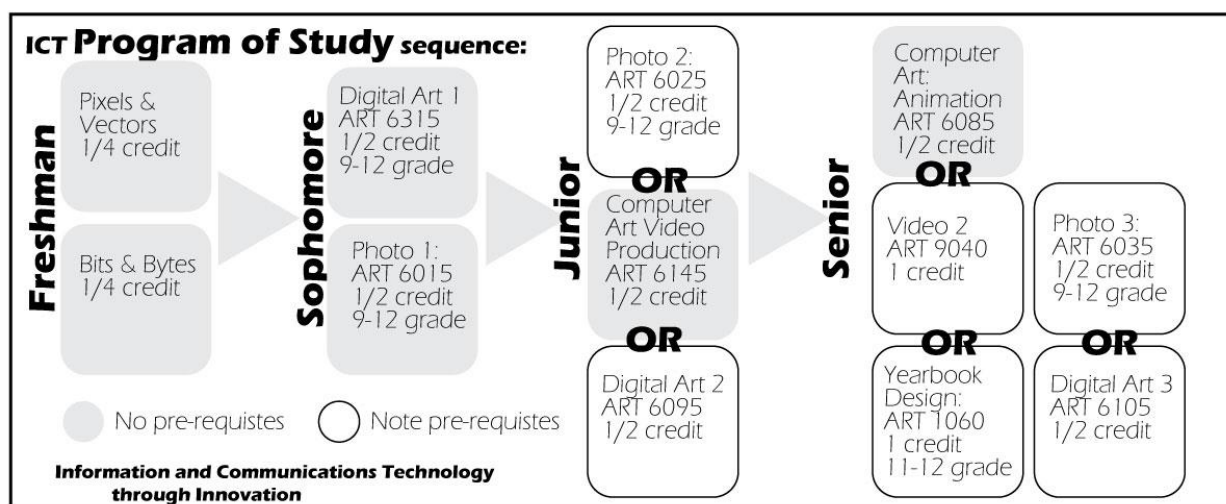 ICT Program of Study sequence:
Freshman
Pixels &
Vectors
1/4 credit
Bits & Bytes
1/4 credit
Sophomore
Digital Art 1
ART 6315
1/2 credit
9-12 grade
Photo 1:
ART 6015
1/2 credit
9-12 grade
Junior
Photo 2:
ART 6025
1/2 credit
9-12 grade
OR
Computer
Art Video
Production
ART 6145
1/2 credit
OR
Digital Art 2
ART 6095
1/2 credit
Senior
Computer
Art:
Animation
ART 6085
1/2 credit
OR
Video 2
ART 9040
1 credit
OR
Yearbook
Design:
ART 1060
1 credit
11-12 grade
Photo 3:
ART 6035
1/2 credit
9-12 grade
OR
Digital Art 3
ART 6105
1/2 credit
No pre-requistes
Note pre-requistes
Information and Communications Technology
through Innovation